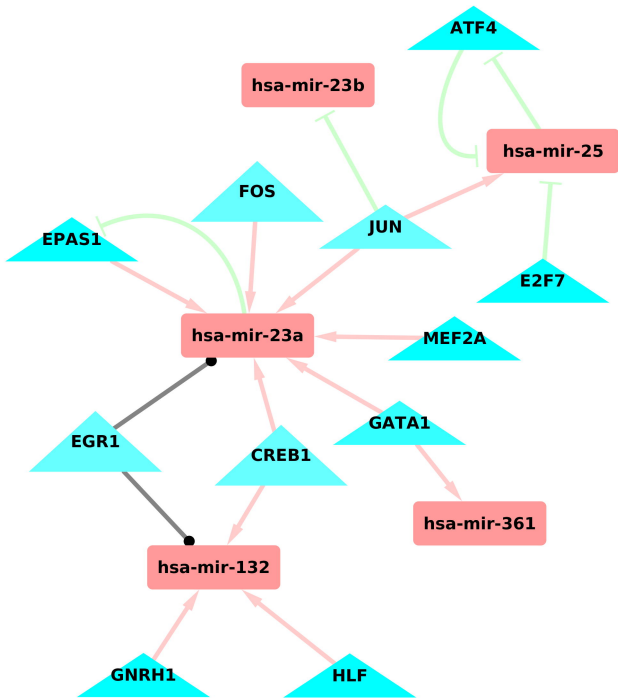 ATF4
hsa-mir-23b
hsa-mir-25
FOS
JUN
EPAS1
E2F7
hsa-mir-23a
MEF2A
GATA1
EGR1
CREB1
hsa-mir-361
hsa-mir-132
GNRH1
HLF